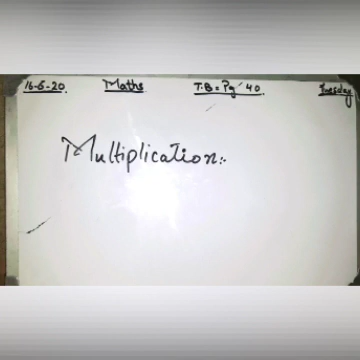 16-6-20. Maths T.B = Pg 40. Tuesday
Multiplication:-